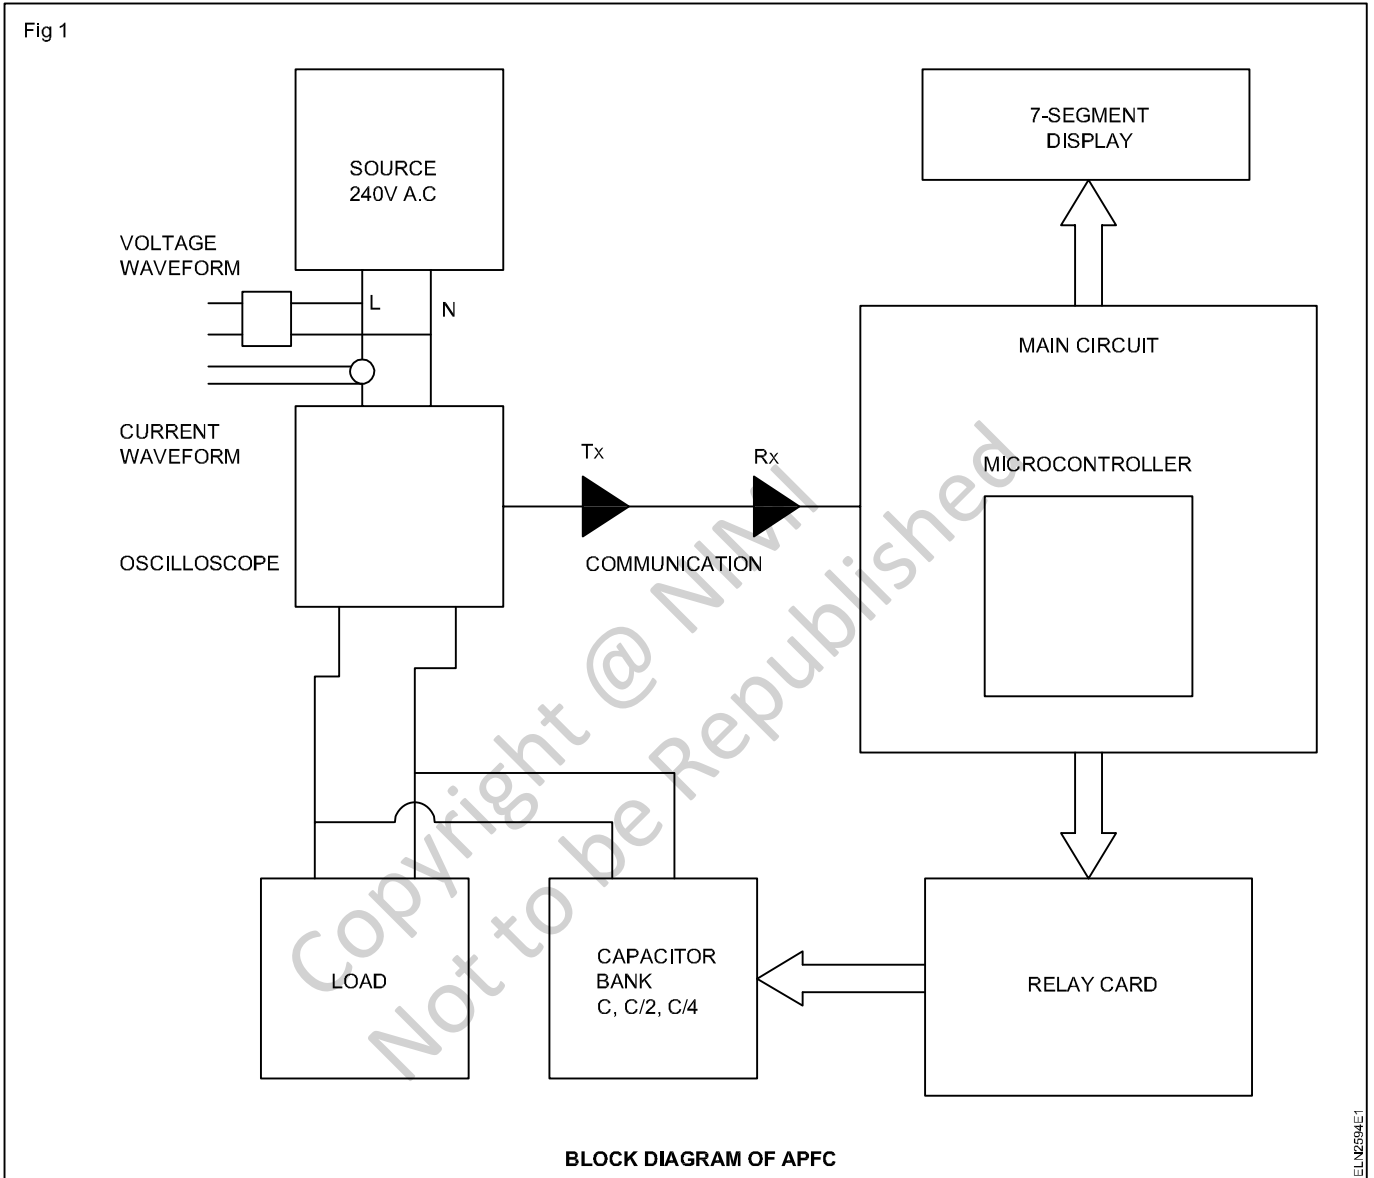 Fig 1
SOURCE
240V A.C
7-SEGMENT
DISPLAY
VOLTAGE
WAVEFORM
L
N
MAIN CIRCUIT
CURRENT
WAVEFORM
Tx
Rx
MICROCONTROLLER
OSCILLOSCOPE
COMMUNICATION
LOAD
CAPACITOR
BANK
C, C/2, C/4
RELAY CARD
BLOCK DIAGRAM OF APFC
ELN2594E1
Copyright @ NIMI
Not to be Republished